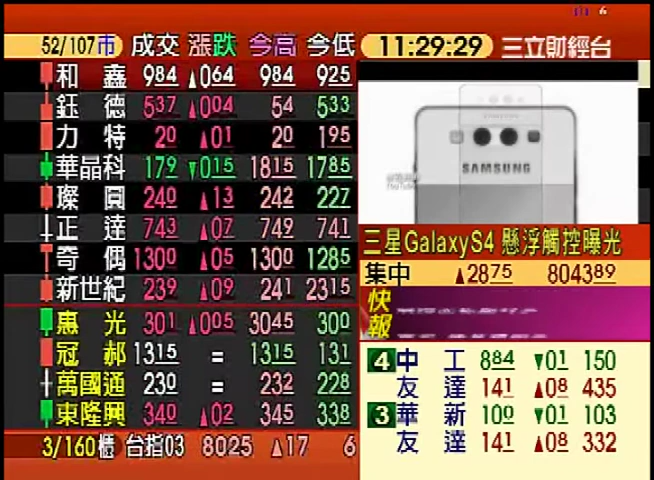 52/107市 成交 漲跌 今高 今低
和鑫 984 ▲064 984 925
鈺德 537 ▲004 54 533
力特 20 ▲01 20 195
華晶科 179 ▼015 1815 1785
燦圓 240 ▲13 242 227
正達 743 ▲07 749 741
奇偶 1300 ▲05 1300 1285
新世紀 239 ▲09 241 2315
惠光 301 ▲005 3045 300
冠郝 1315 = 1315 131
萬國通 230 = 232 228
東隆興 340 ▲02 345 338
3/160櫃 台指03 8025 ▲17 6
6
11:29:29 三立財經台
SAMSUNG
三星GalaxyS4 懸浮觸控曝光
集中 ▲2875 804389
快報
4 中工 884 ▼01 150
友達 141 ▲08 435
3 華新 100 ▼01 103
友達 141 ▲08 332